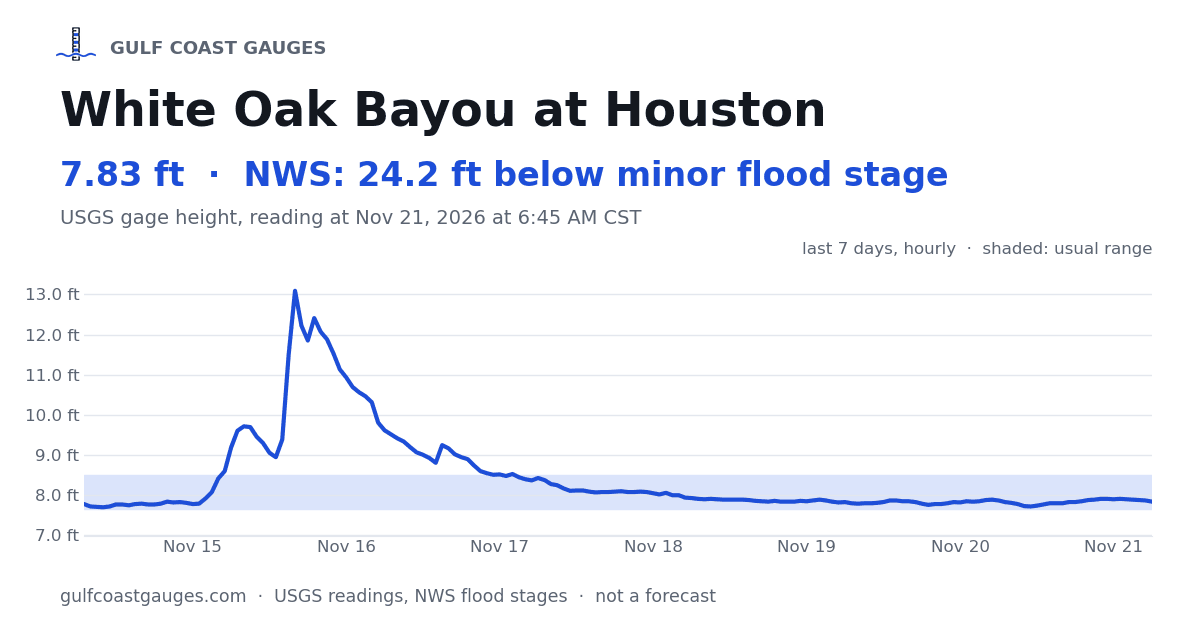 GULF COAST GAUGES
White Oak Bayou at Houston
7.83 ft · NWS: 24.2 ft below minor flood stage
USGS gage height, reading at Nov 21, 2026 at 6:45 AM CST
last 7 days, hourly · shaded: usual range
13.0 ft
12.0 ft
11.0 ft
10.0 ft
9.0 ft
8.0 ft
7.0 ft
Nov 15 Nov 16 Nov 17 Nov 18 Nov 19 Nov 20 Nov 21
gulfcoastgauges.com · USGS readings, NWS flood stages · not a forecast